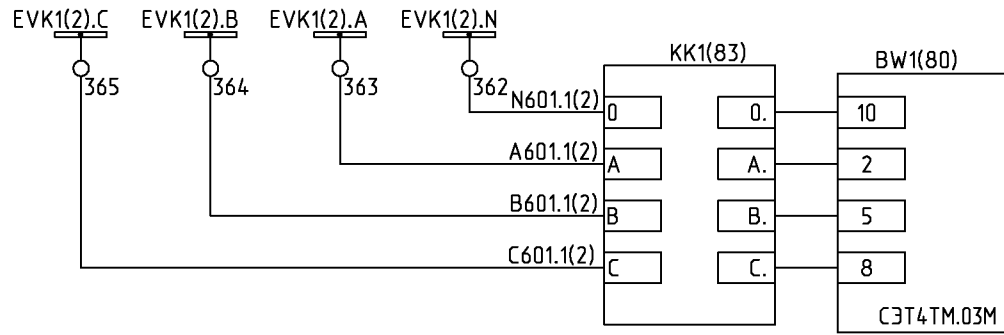 EVK1(2).C EVK1(2).B EVK1(2).A EVK1(2).N
KK1(83)
BW1(80)
365 364 363 362
N601.1(2) 0 0. 10
A601.1(2) A A. 2
B601.1(2) B B. 5
C601.1(2) C C. 8
СЭТ4ТМ.03М